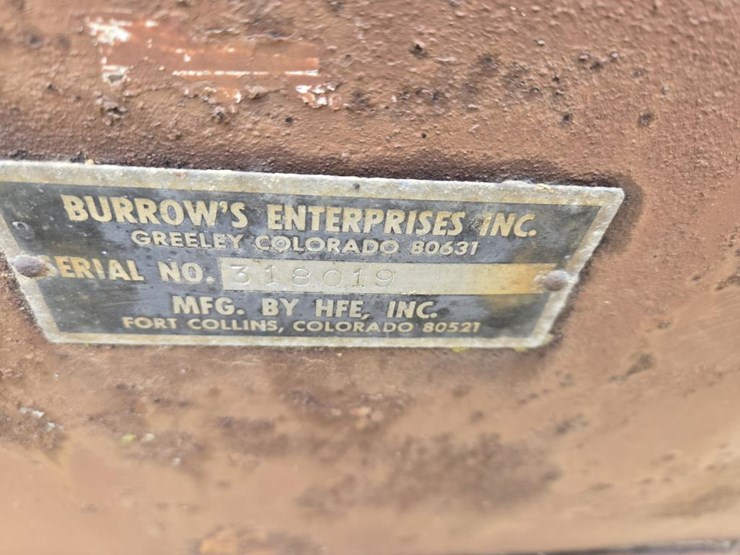 BURROW'S ENTERPRISES INC.
GREELEY COLORADO 80631
SERIAL NO. 318019
MFG. BY HFE, INC.
FORT COLLINS, COLORADO 80521